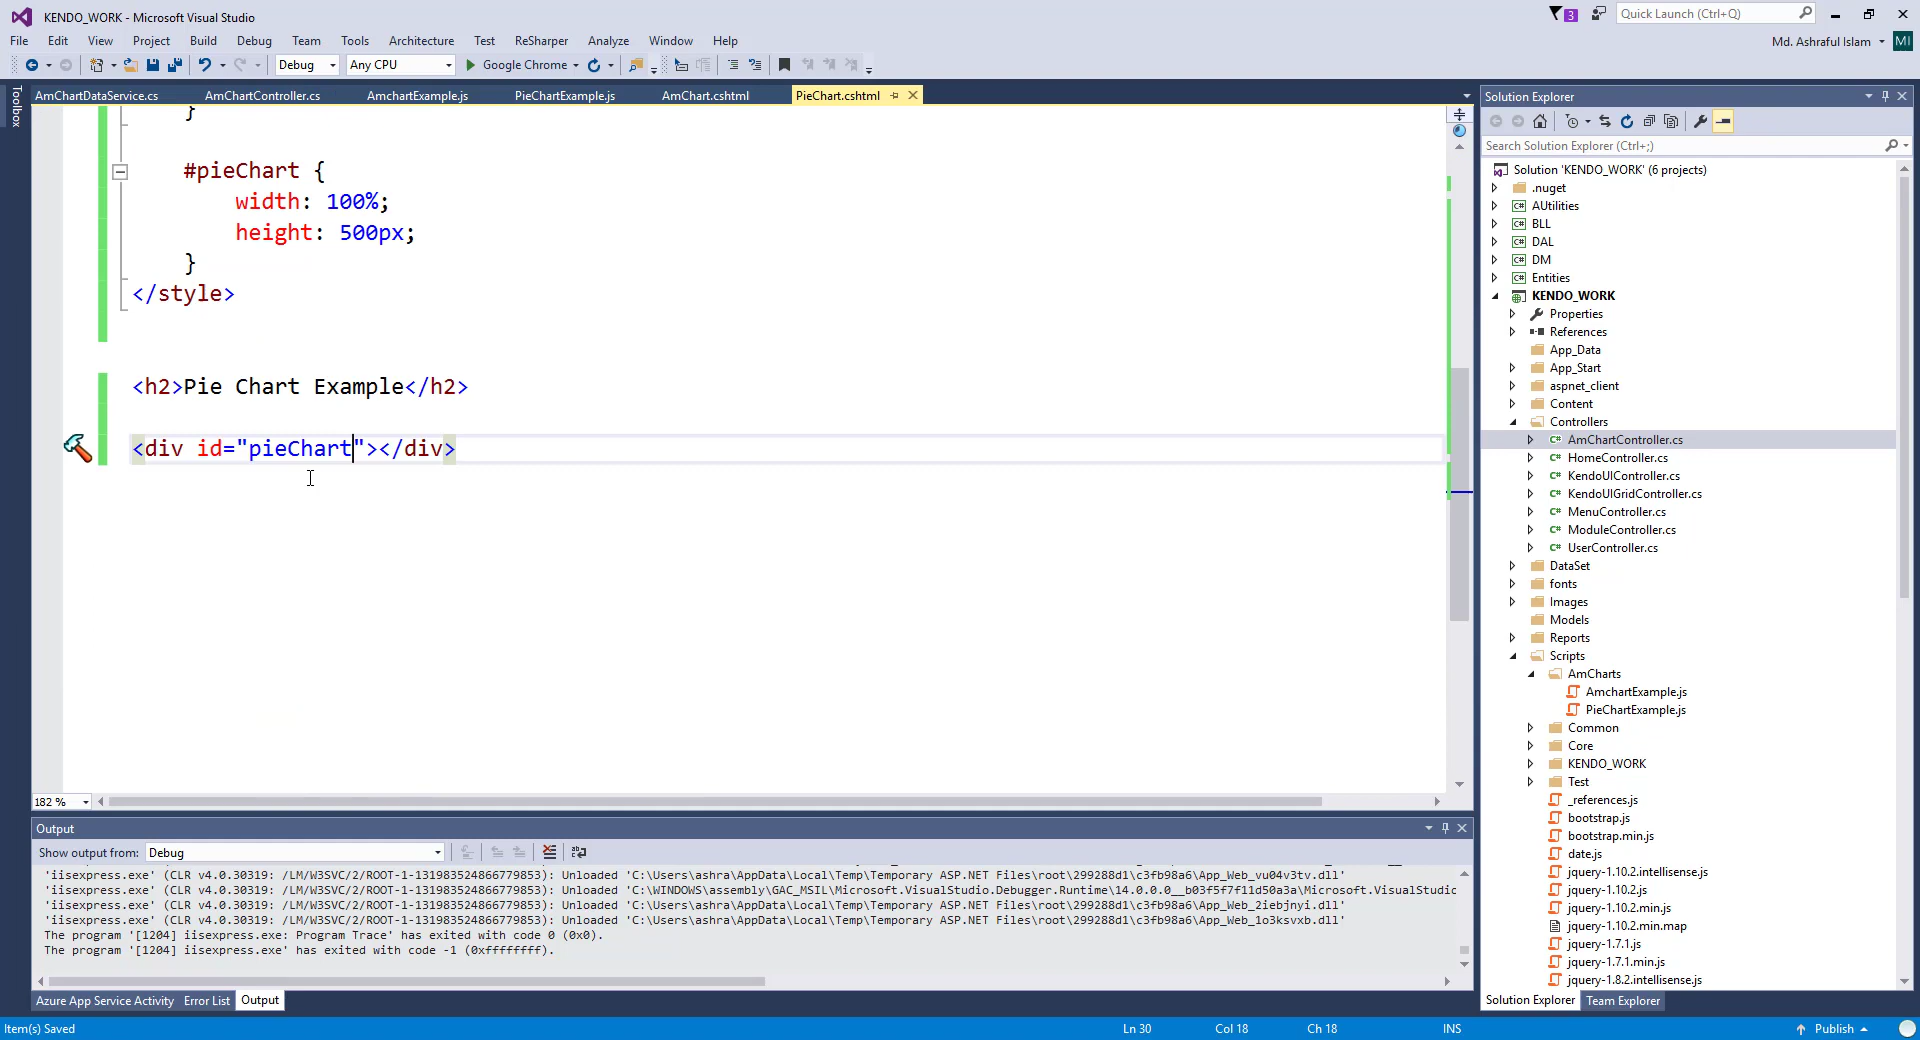 KENDO_WORK - Microsoft Visual Studio
3
Quick Launch (Ctrl+Q)
File Edit View Project Build Debug Team Tools Architecture Test ReSharper Analyze Window Help
Md. Ashraful Islam MI
Debug Any CPU Google Chrome
Toolbox
AmChartDataService.cs AmChartController.cs AmchartExample.js PieChartExample.js AmChart.cshtml PieChart.cshtml
}
#pieChart {
width: 100%;
height: 500px;
}
</style>
<h2>Pie Chart Example</h2>
<div id="pieChart"></div>
182 %
Output
Show output from: Debug
'iisexpress.exe' (CLR v4.0.30319: /LM/W3SVC/2/ROOT-1-131983524866779853): Unloaded 'C:\Users\ashra\AppData\Local\Temp\Temporary ASP.NET Files\root\299288d1\c3fb98a6\App_Web_vu04v3tv.dll'
'iisexpress.exe' (CLR v4.0.30319: /LM/W3SVC/2/ROOT-1-131983524866779853): Unloaded 'C:\WINDOWS\assembly\GAC_MSIL\Microsoft.VisualStudio.Debugger.Runtime\14.0.0.0__b03f5f7f11d50a3a\Microsoft.VisualStudio
'iisexpress.exe' (CLR v4.0.30319: /LM/W3SVC/2/ROOT-1-131983524866779853): Unloaded 'C:\Users\ashra\AppData\Local\Temp\Temporary ASP.NET Files\root\299288d1\c3fb98a6\App_Web_2iebjnyi.dll'
'iisexpress.exe' (CLR v4.0.30319: /LM/W3SVC/2/ROOT-1-131983524866779853): Unloaded 'C:\Users\ashra\AppData\Local\Temp\Temporary ASP.NET Files\root\299288d1\c3fb98a6\App_Web_1o3ksvxb.dll'
The program '[1204] iisexpress.exe: Program Trace' has exited with code 0 (0x0).
The program '[1204] iisexpress.exe' has exited with code -1 (0xffffffff).
Azure App Service Activity Error List Output
Solution Explorer
Search Solution Explorer (Ctrl+;)
Solution 'KENDO_WORK' (6 projects)
.nuget
AUtilities
BLL
DAL
DM
Entities
KENDO_WORK
Properties
References
App_Data
App_Start
aspnet_client
Content
Controllers
AmChartController.cs
HomeController.cs
KendoUIController.cs
KendoUIGridController.cs
MenuController.cs
ModuleController.cs
UserController.cs
DataSet
fonts
Images
Models
Reports
Scripts
AmCharts
AmchartExample.js
PieChartExample.js
Common
Core
KENDO_WORK
Test
_references.js
bootstrap.js
bootstrap.min.js
date.js
jquery-1.10.2.intellisense.js
jquery-1.10.2.js
jquery-1.10.2.min.js
jquery-1.10.2.min.map
jquery-1.7.1.js
jquery-1.7.1.min.js
jquery-1.8.2.intellisense.js
Solution Explorer Team Explorer
Item(s) Saved Ln 30 Col 18 Ch 18 INS Publish